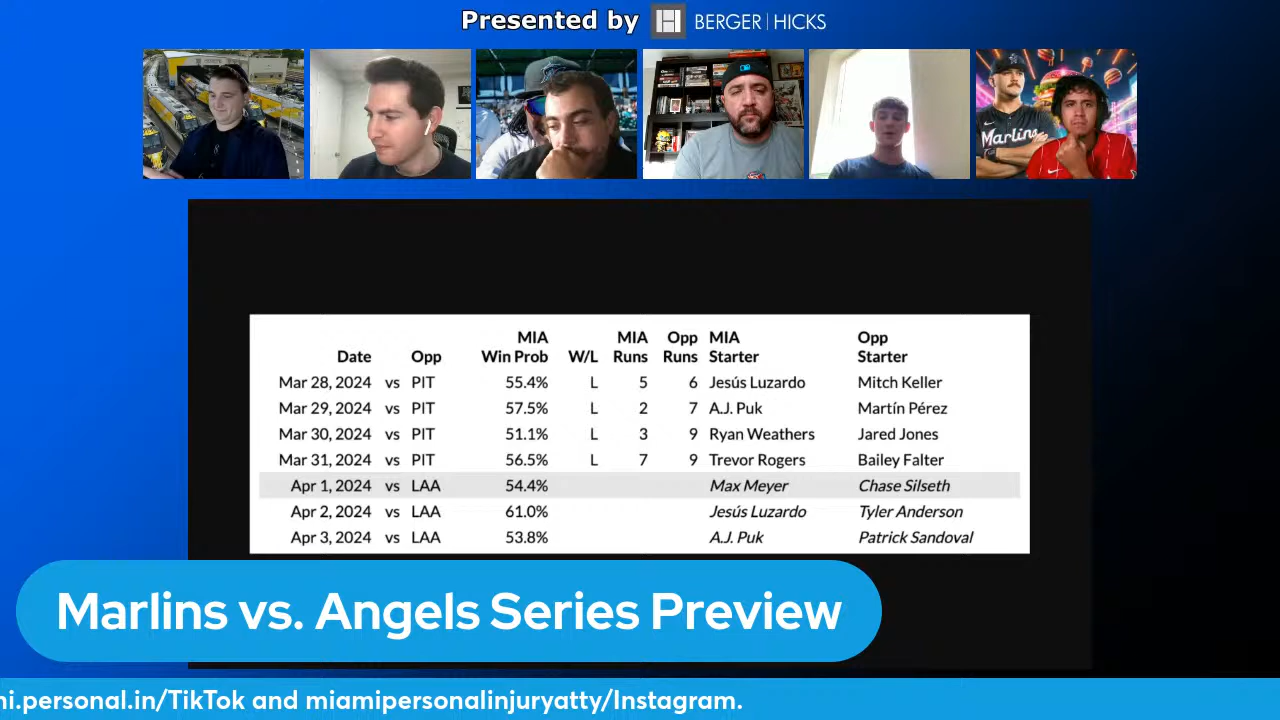 Presented by BERGER | HICKS
Marlins
MIA MIA Opp MIA Opp
Date Opp Win Prob W/L Runs Runs Starter Starter
Mar 28, 2024 vs PIT 55.4% L 5 6 Jesús Luzardo Mitch Keller
Mar 29, 2024 vs PIT 57.5% L 2 7 A.J. Puk Martín Pérez
Mar 30, 2024 vs PIT 51.1% L 3 9 Ryan Weathers Jared Jones
Mar 31, 2024 vs PIT 56.5% L 7 9 Trevor Rogers Bailey Falter
Apr 1, 2024 vs LAA 54.4% Max Meyer Chase Silseth
Apr 2, 2024 vs LAA 61.0% Jesús Luzardo Tyler Anderson
Apr 3, 2024 vs LAA 53.8% A.J. Puk Patrick Sandoval
Marlins vs. Angels Series Preview
ni.personal.in/TikTok and miamipersonalinjuryatty/Instagram.